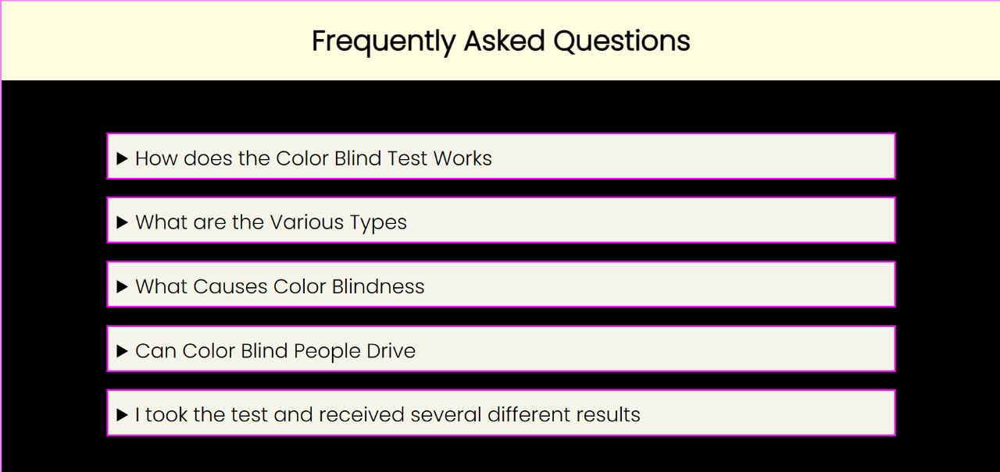 Frequently Asked Questions
How does the Color Blind Test Works
What are the Various Types
What Causes Color Blindness
Can Color Blind People Drive
I took the test and received several different results